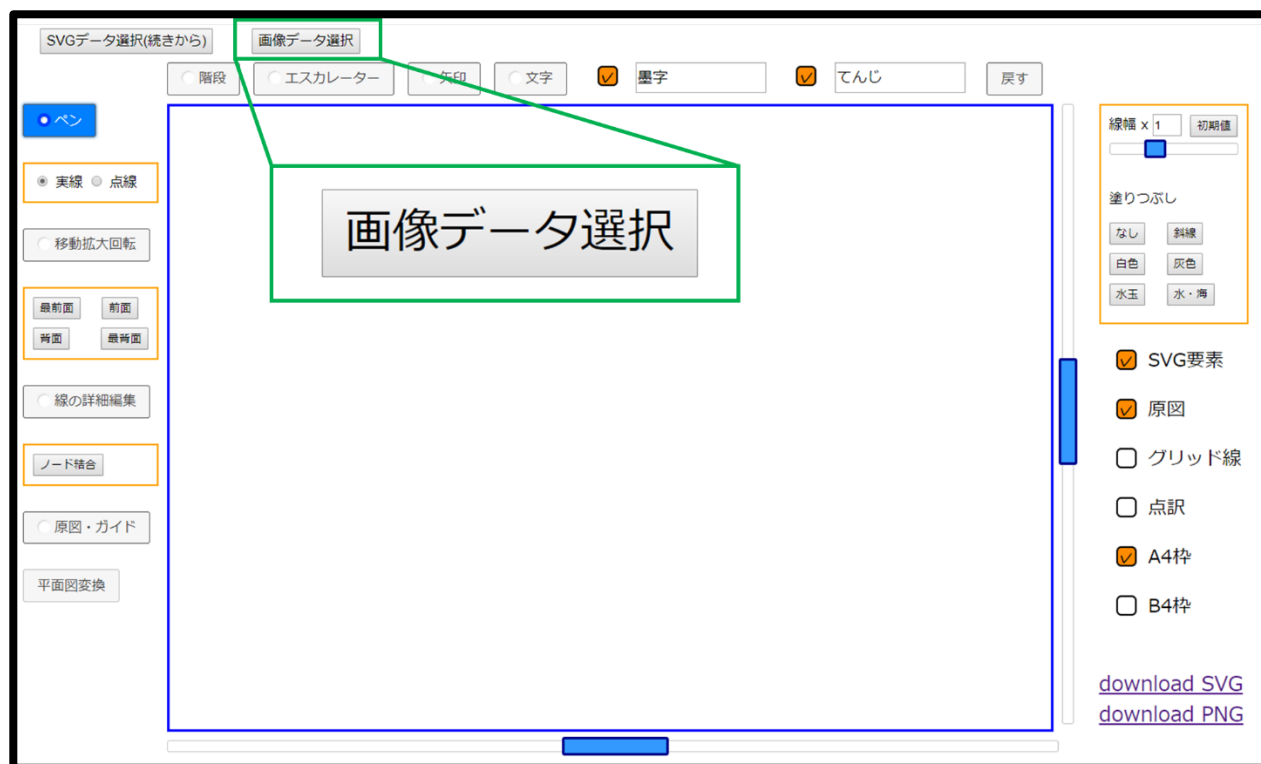 SVGデータ選択(続きから) 画像データ選択
階段 エスカレーター 矢印 文字 墨字 てんじ 戻す
ペン
実線 点線
移動拡大回転
最前面 前面
背面 最背面
線の詳細編集
ノード結合
原図・ガイド
平面図変換
画像データ選択
線幅 x 1 初期値
塗りつぶし
なし 斜線
白色 灰色
水玉 水・海
SVG要素
原図
グリッド線
点訳
A4枠
B4枠
download SVG
download PNG